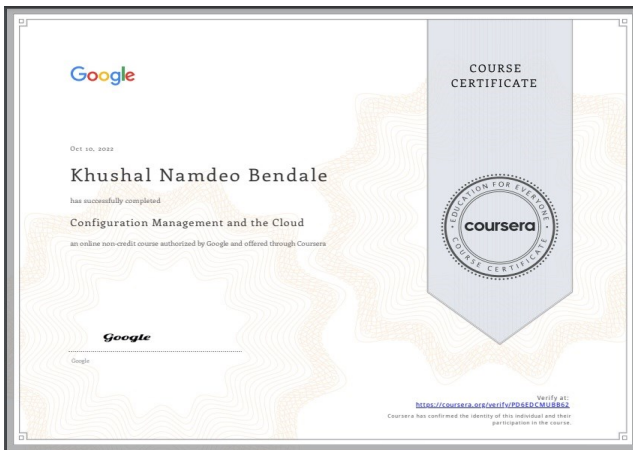 Google
COURSE
CERTIFICATE
Oct 10, 2022
Khushal Namdeo Bendale
has successfully completed
Configuration Management and the Cloud
an online non-credit course authorized by Google and offered through Coursera
EDUCATION FOR EVERYONE
coursera
COURSE CERTIFICATE
Google
Google
Verify at:
https://coursera.org/verify/PD6EDCMUBB62
Coursera has confirmed the identity of this individual and their
participation in the course.